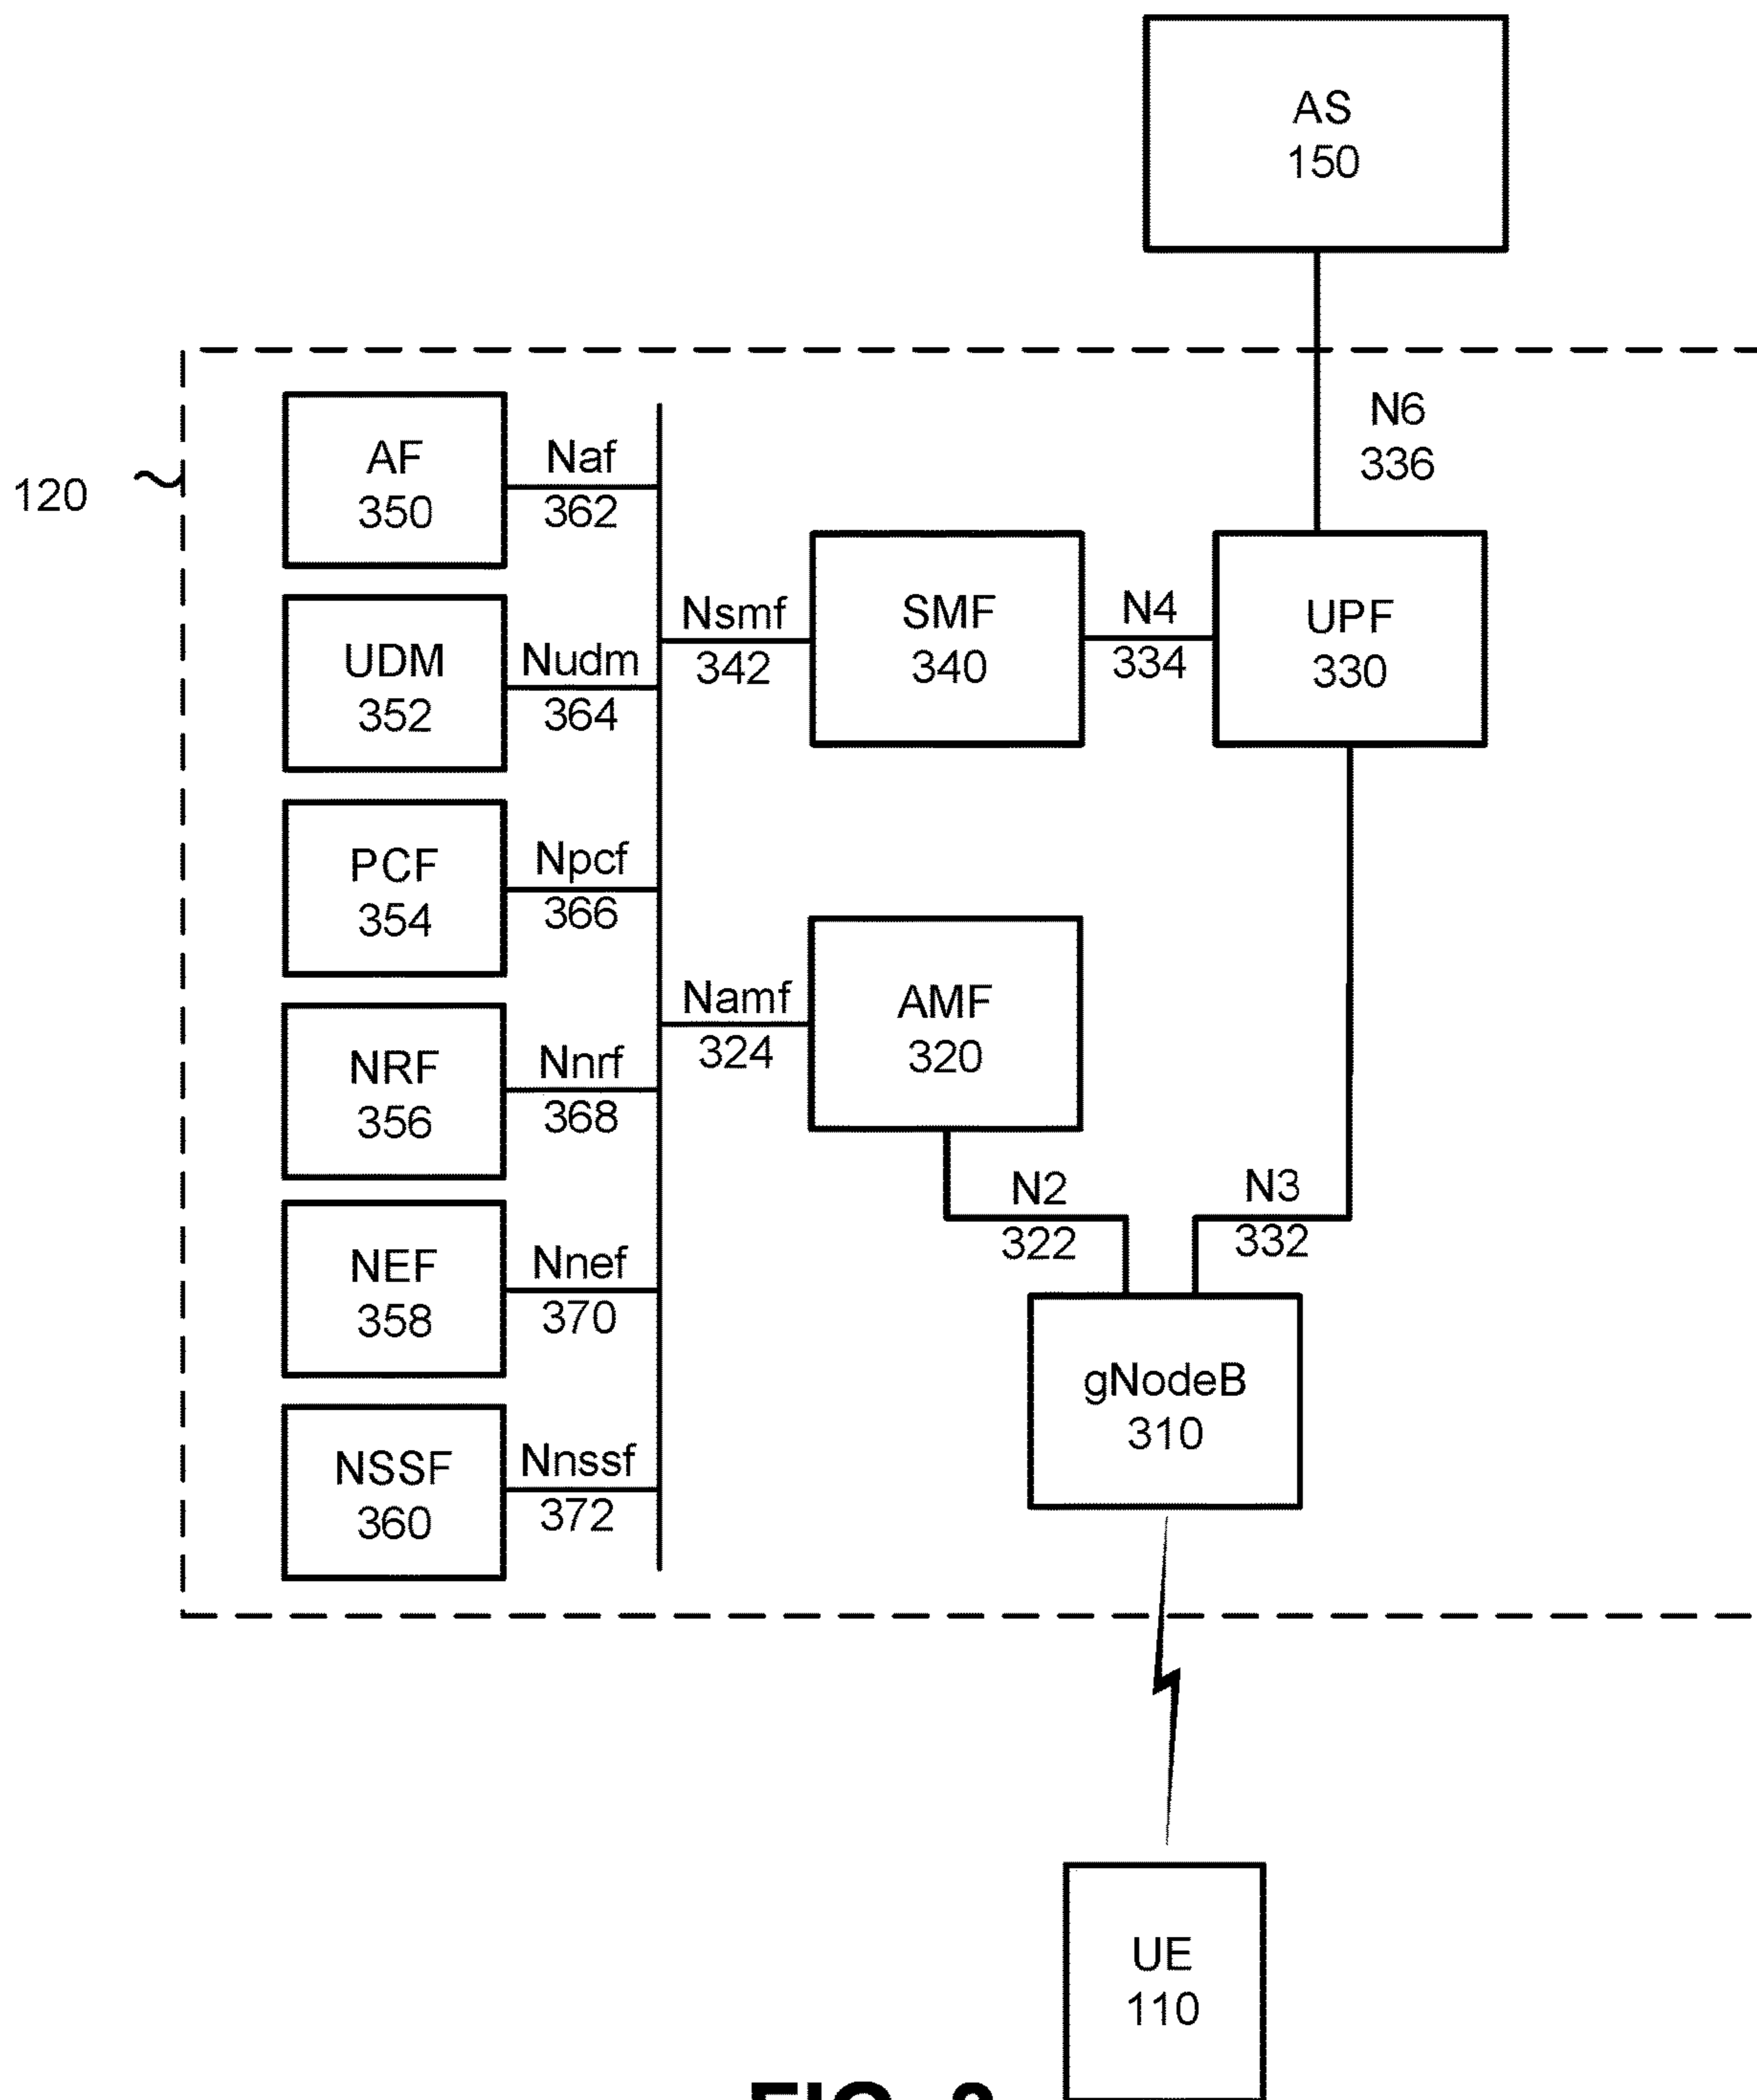 AS
150
120
AF
350
Naf
362
N6
336
UDM
352
Nudm
364
Nsmf
342
SMF
340
N4
334
UPF
330
PCF
354
Npcf
366
NRF
356
Nnrf
368
Namf
324
AMF
320
N2
322
N3
332
NEF
358
Nnef
370
gNodeB
310
NSSF
360
Nnssf
372
UE
110
FIG.